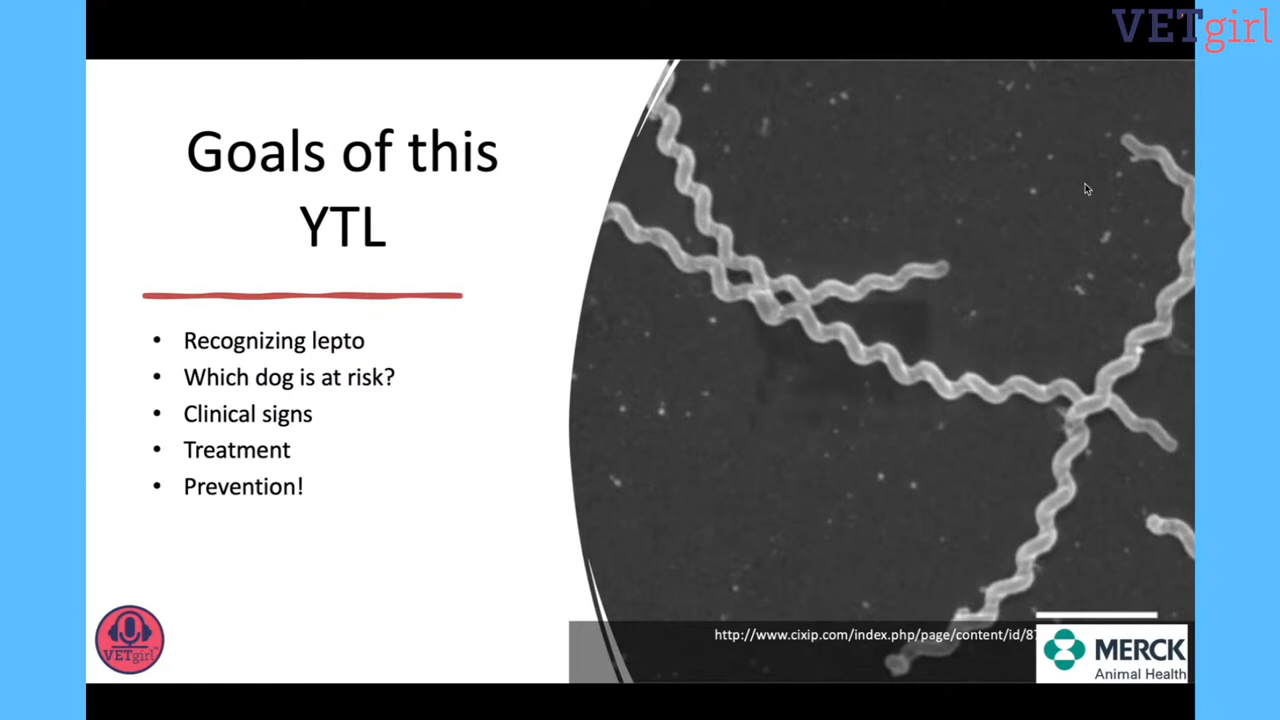 VETgirl
Goals of this
YTL
• Recognizing lepto
• Which dog is at risk?
• Clinical signs
• Treatment
• Prevention!
http://www.cixip.com/index.php/page/content/id/87
MERCK
Animal Health
VETgirl